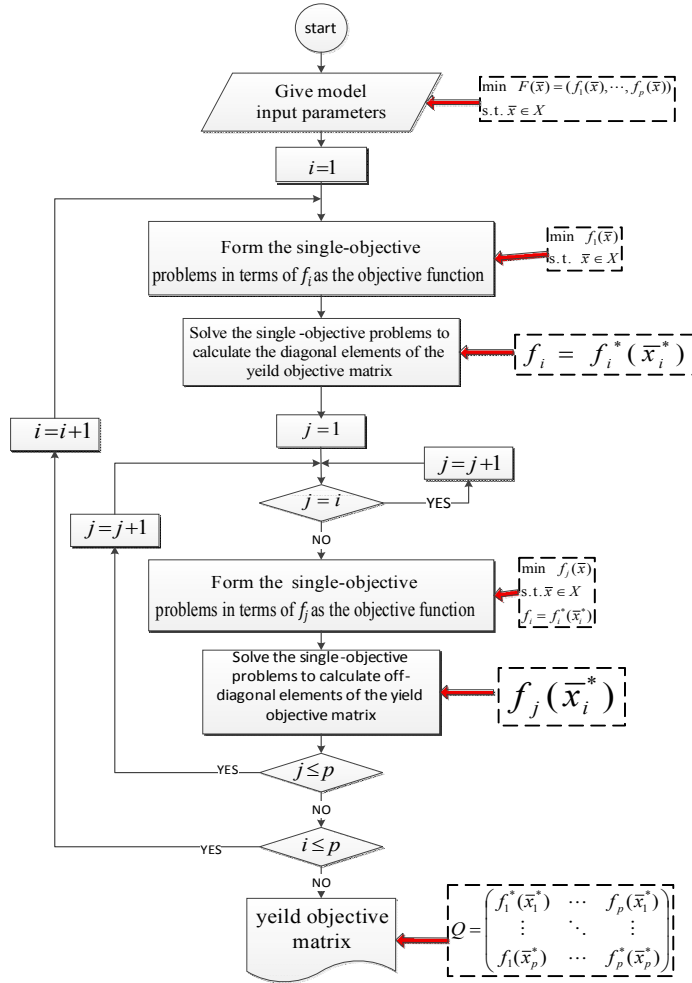 start
Give model
input parameters
min F(x̅) = (f₁(x̅),⋯,fₚ(x̅))
s.t. x̅ ∈ X
i=1
Form the single-objective
problems in terms of fᵢ as the objective function
min f₁(x̅)
s.t. x̅ ∈ X
Solve the single -objective problems to
calculate the diagonal elements of the
yeild objective matrix
fᵢ = fᵢ*(x̅ᵢ*)
j = 1
i=i+1
j=j+1
j = i
YES
j=j+1
NO
Form the single-objective
problems in terms of fⱼ as the objective function
min fⱼ(x̅)
s.t. x̅ ∈ X
fᵢ = fᵢ*(x̅ᵢ*)
Solve the single-objective
problems to calculate off-
diagonal elements of the yield
objective matrix
fⱼ(x̅ᵢ*)
j ≤ p
YES
NO
i ≤ p
YES
NO
yeild objective
matrix
Q = ( f₁*(x̅₁*) ⋯ fₚ(x̅₁*)
⋮ ⋱ ⋮
f₁(x̅ₚ*) ⋯ fₚ*(x̅ₚ*) )